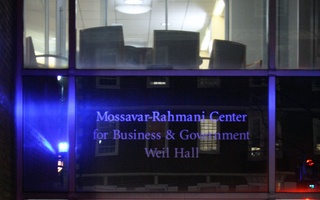 Mossavar-Rahmani Center
for Business & Government
Weil Hall